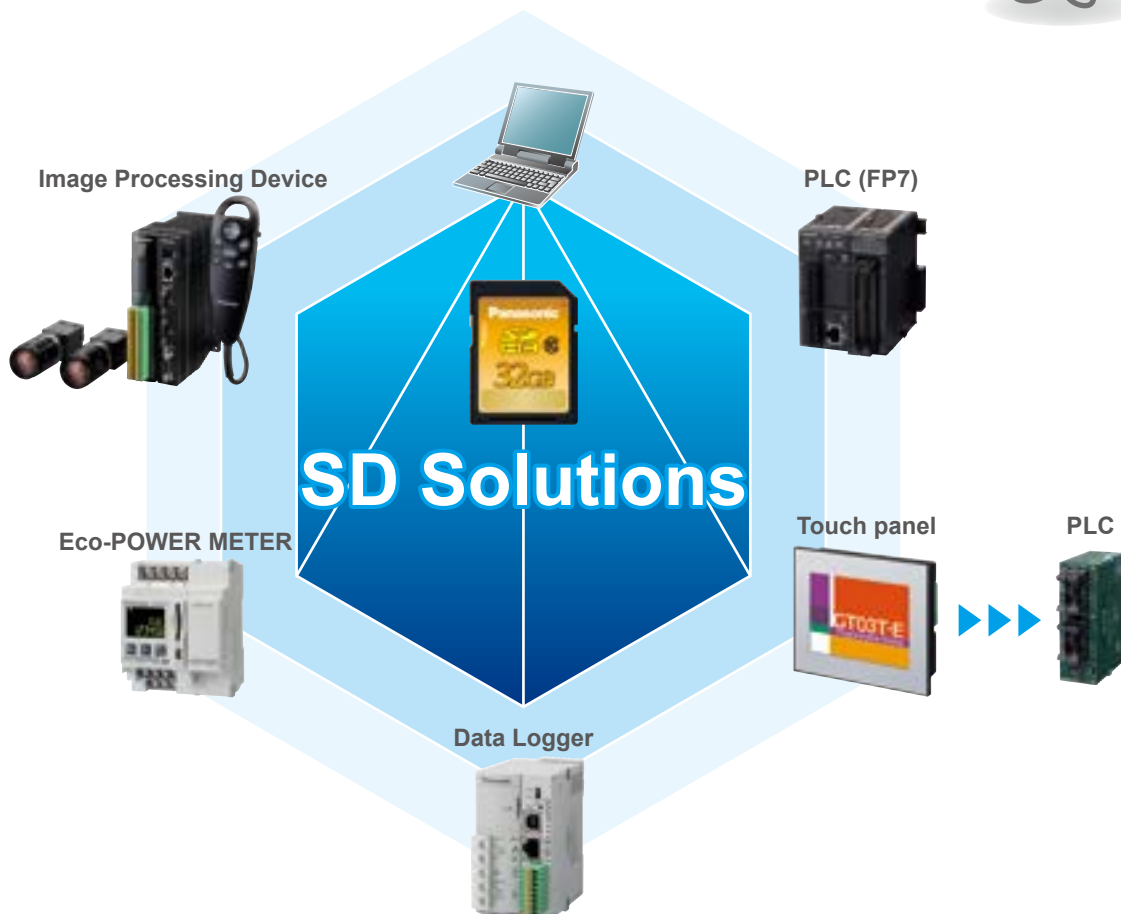 Image Processing Device
PLC (FP7)
Panasonic
32GB
SD Solutions
Eco-POWER METER
Touch panel
PLC
GT03T-E
Data Logger